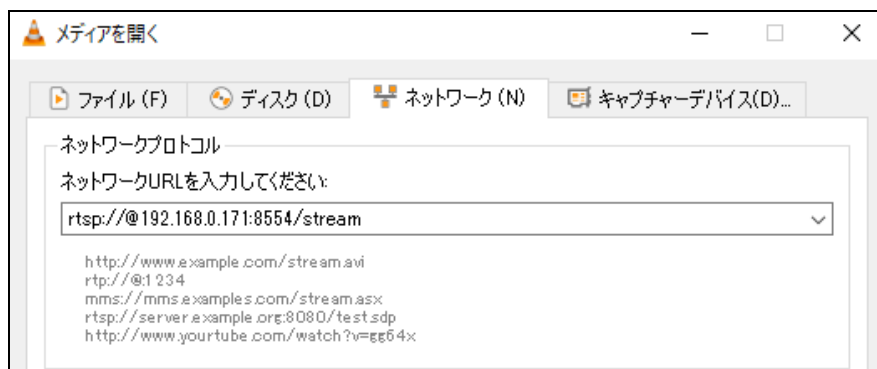 メディアを開く
ファイル (F) ディスク (D) ネットワーク (N) キャプチャーデバイス(D)...
ネットワークプロトコル
ネットワークURLを入力してください:
rtsp://@192.168.0.171:8554/stream
http://www.example.com/stream.avi
rtp://@:1234
mms://mms.examples.com/stream.asx
rtsp://server.example.org:8080/test.sdp
http://www.yourtube.com/watch?v=gg64x